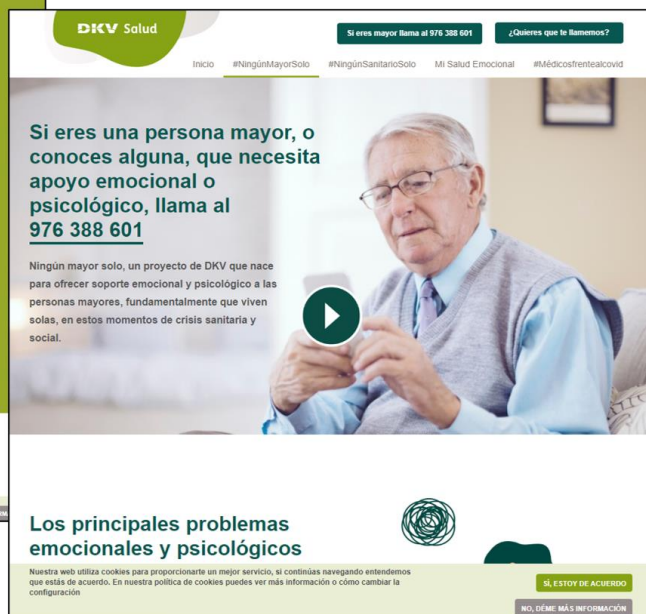 DKV Salud
Si eres mayor llama al 976 388 601
¿Quieres que te llamemos?
Inicio #NingúnMayorSolo #NingúnSanitarioSolo Mi Salud Emocional #Médicosfrentealcovid
Si eres una persona mayor, o
conoces alguna, que necesita
apoyo emocional o
psicológico, llama al
976 388 601
Ningún mayor solo, un proyecto de DKV que nace
para ofrecer soporte emocional y psicológico a las
personas mayores, fundamentalmente que viven
solas, en estos momentos de crisis sanitaria y
social.
Los principales problemas
emocionales y psicológicos
Nuestra web utiliza cookies para proporcionarte un mejor servicio, si continúas navegando entendemos
que estás de acuerdo. En nuestra política de cookies puedes ver más información o cómo cambiar la
configuración
SÍ, ESTOY DE ACUERDO
NO, DÉME MÁS INFORMACIÓN